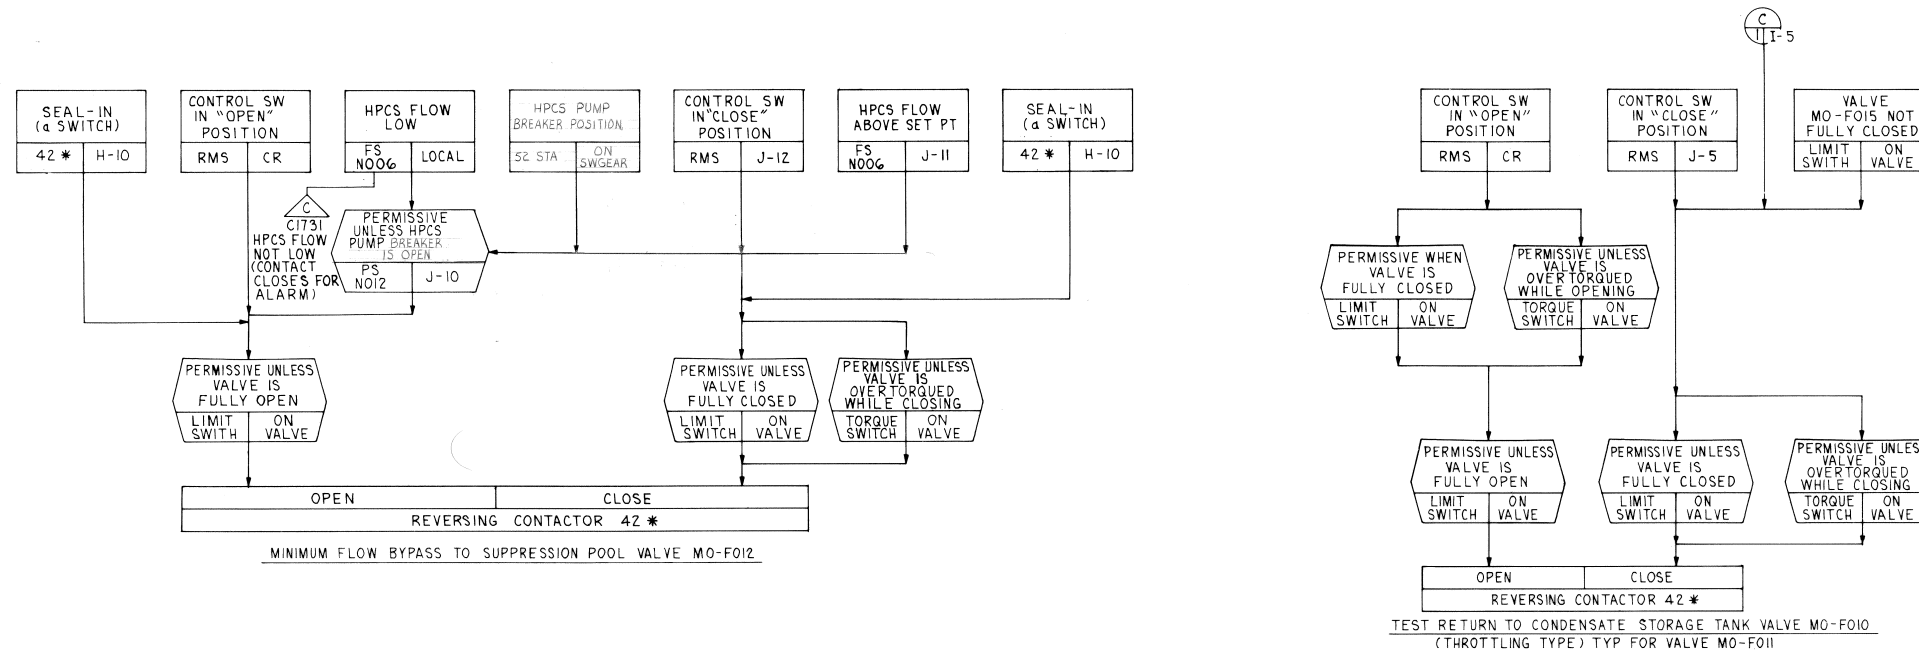 C
1 I-5
SEAL-IN
(a SWITCH)
42 * H-10
CONTROL SW
IN "OPEN"
POSITION
RMS CR
HPCS FLOW
LOW
FS
N006
LOCAL
HPCS PUMP
BREAKER POSITION
52 STA
ON
SWGEAR
CONTROL SW
IN "CLOSE"
POSITION
RMS J-12
HPCS FLOW
ABOVE SET PT
FS
N006
J-11
SEAL-IN
(a SWITCH)
42 * H-10
C
C1731
HPCS FLOW
NOT LOW
(CONTACT
CLOSES FOR
ALARM)
PERMISSIVE
UNLESS HPCS
PUMP BREAKER
IS OPEN
PS
N012
J-10
PERMISSIVE UNLESS
VALVE IS
FULLY OPEN
LIMIT
SWITH
ON
VALVE
PERMISSIVE UNLESS
VALVE IS
FULLY CLOSED
LIMIT
SWITCH
ON
VALVE
PERMISSIVE UNLESS
VALVE IS
OVERTORQUED
WHILE CLOSING
TORQUE
SWITCH
ON
VALVE
OPEN CLOSE
REVERSING CONTACTOR 42 *
MINIMUM FLOW BYPASS TO SUPPRESSION POOL VALVE MO-F012
CONTROL SW
IN "OPEN"
POSITION
RMS CR
CONTROL SW
IN "CLOSE"
POSITION
RMS J-5
VALVE
MO-F015 NOT
FULLY CLOSED
LIMIT
SWITH
ON
VALVE
PERMISSIVE WHEN
VALVE IS
FULLY CLOSED
LIMIT
SWITCH
ON
VALVE
PERMISSIVE UNLESS
VALVE IS
OVERTORQUED
WHILE OPENING
TORQUE
SWITCH
ON
VALVE
PERMISSIVE UNLESS
VALVE IS
FULLY OPEN
LIMIT
SWITCH
ON
VALVE
PERMISSIVE UNLESS
VALVE IS
FULLY CLOSED
LIMIT
SWITCH
ON
VALVE
PERMISSIVE UNLES
VALVE IS
OVERTORQUED
WHILE CLOSING
TORQUE
SWITCH
ON
VALVE
OPEN CLOSE
REVERSING CONTACTOR 42 *
TEST RETURN TO CONDENSATE STORAGE TANK VALVE MO-F010
(THROTTLING TYPE) TYP FOR VALVE MO-F011